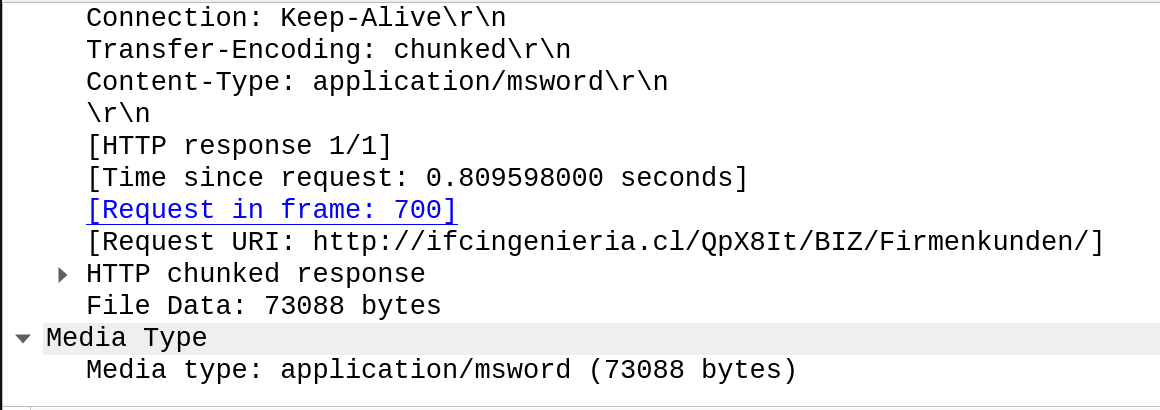 Connection: Keep-Alive\r\n
Transfer-Encoding: chunked\r\n
Content-Type: application/msword\r\n
\r\n
[HTTP response 1/1]
[Time since request: 0.809598000 seconds]
[Request in frame: 700]
[Request URI: http://ifcingenieria.cl/QpX8It/BIZ/Firmenkunden/]
HTTP chunked response
File Data: 73088 bytes
Media Type
Media type: application/msword (73088 bytes)